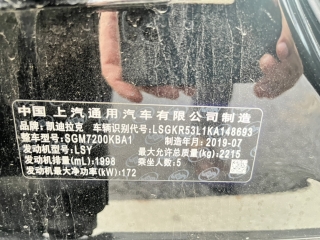 中国 上汽通用汽车有限公司制造
品牌:凯迪拉克 车辆识别代号:LSGKR53L1KA148693
整车型号:SGM7200KBA1 制造年月:2019-07
发动机型号:LSY 最大允许总质量(kg):2215
发动机排量(mL):1998 乘坐人数:5
发动机最大净功率(kW):172